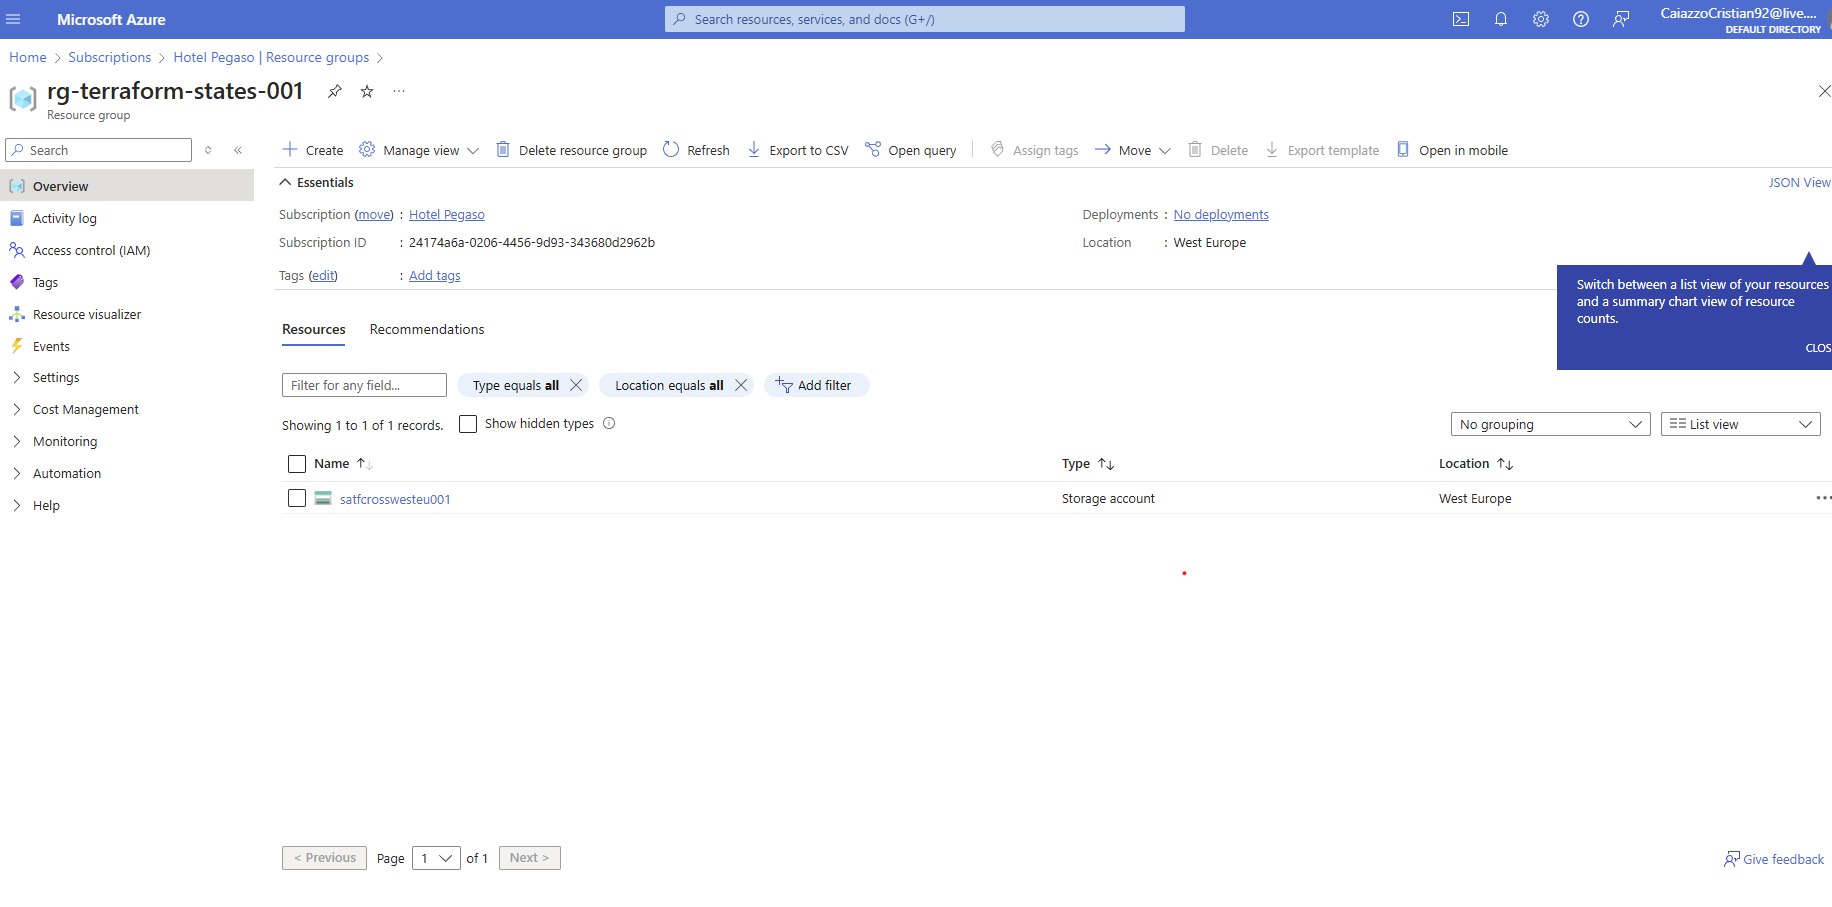 Microsoft Azure
Search resources, services, and docs (G+/)
CaiazzoCristian92@live....
DEFAULT DIRECTORY
Home > Subscriptions > Hotel Pegaso | Resource groups >
rg-terraform-states-001
Resource group
Search
Create
Manage view
Delete resource group
Refresh
Export to CSV
Open query
Assign tags
Move
Delete
Export template
Open in mobile
Overview
Activity log
Access control (IAM)
Tags
Resource visualizer
Events
Settings
Cost Management
Monitoring
Automation
Help
Essentials
JSON View
Subscription (move) : Hotel Pegaso
Subscription ID : 24174a6a-0206-4456-9d93-343680d2962b
Tags (edit) : Add tags
Deployments : No deployments
Location : West Europe
Switch between a list view of your resources
and a summary chart view of resource
counts.
CLOS
Resources
Recommendations
Filter for any field...
Type equals all
Location equals all
Add filter
Showing 1 to 1 of 1 records.
Show hidden types
No grouping
List view
Name
Type
Location
satfcrosswesteu001
Storage account
West Europe
< Previous
Page 1 of 1
Next >
Give feedback